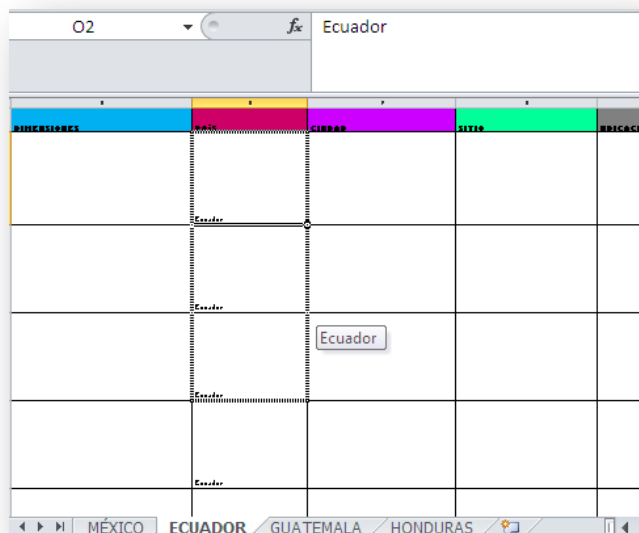 O2 fx Ecuador
DIMENSIONES PAÍS CIUDAD SITIO UBICACI
Ecuador
Ecuador
Ecuador
Ecuador
Ecuador
MÉXICO ECUADOR GUATEMALA HONDURAS